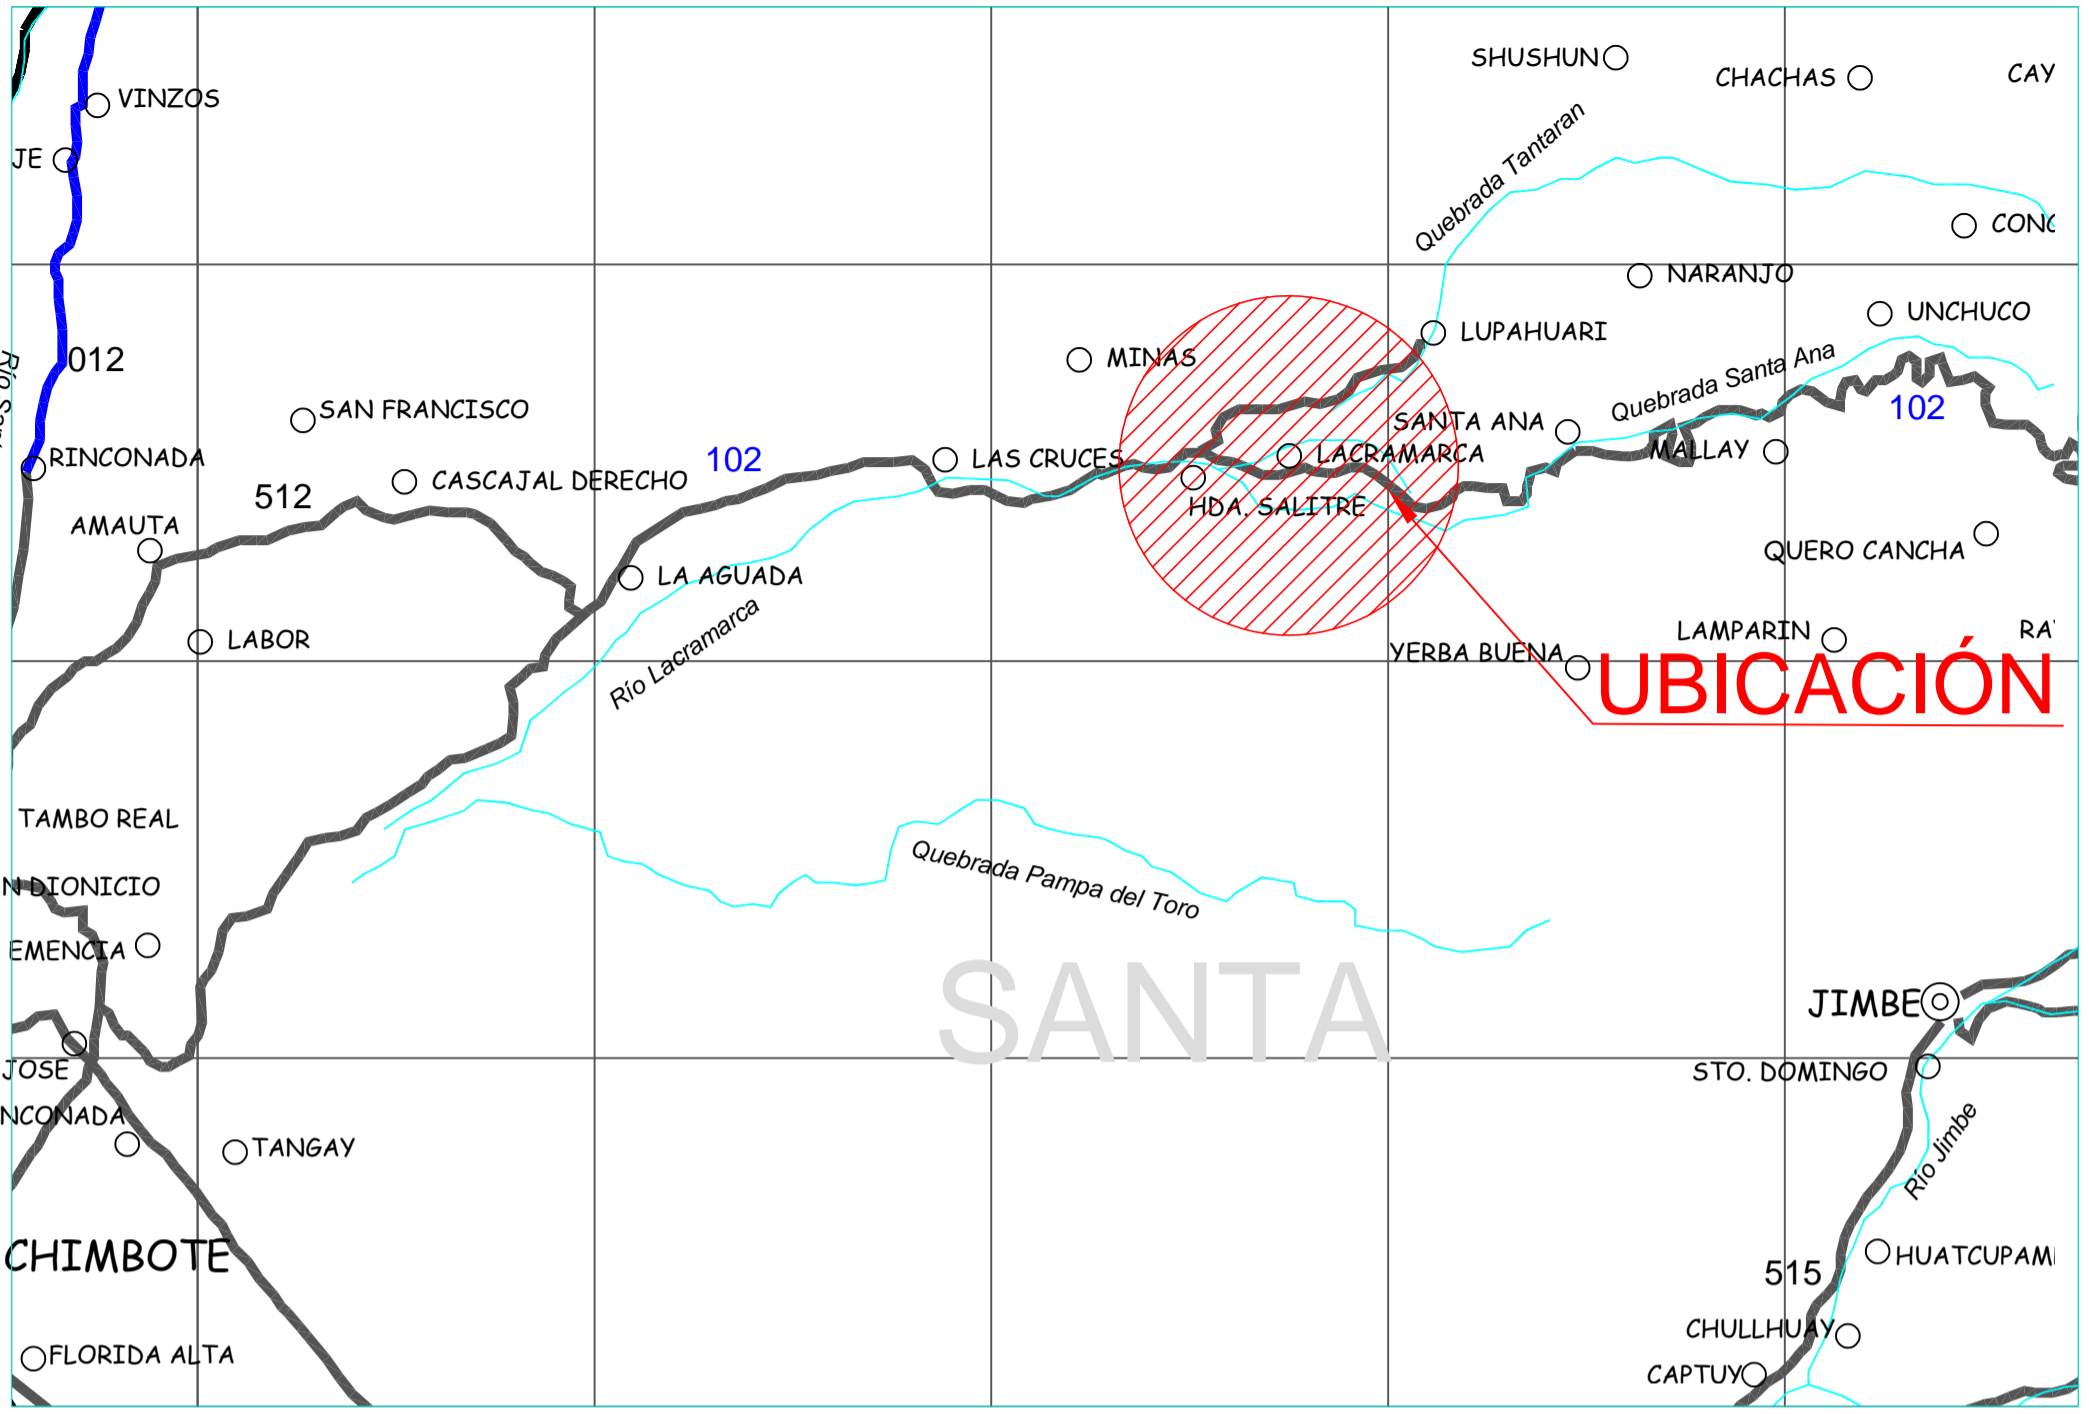 SHUSHUN
CHACHAS
CAY
VINZOS
JE
Quebrada Tantaran
CONC
NARANJO
UNCHUCO
LUPAHUARI
MINAS
012
Quebrada Santa Ana
102
SAN FRANCISCO
SANTA ANA
MALLAY
RINCONADA
102
LAS CRUCES
LACRAMARCA
CASCAJAL DERECHO
512
HDA. SALITRE
AMAUTA
QUERO CANCHA
LA AGUADA
Río Lacramarca
LABOR
LAMPARIN
YERBA BUENA
UBICACIÓN
TAMBO REAL
Quebrada Pampa del Toro
N DIONICIO
EMENCIA
SANTA
JIMBE
JOSE
STO. DOMINGO
NCONADA
TANGAY
Río Jimbe
CHIMBOTE
HUATCUPAM
515
CHULLHUAY
FLORIDA ALTA
CAPTUY